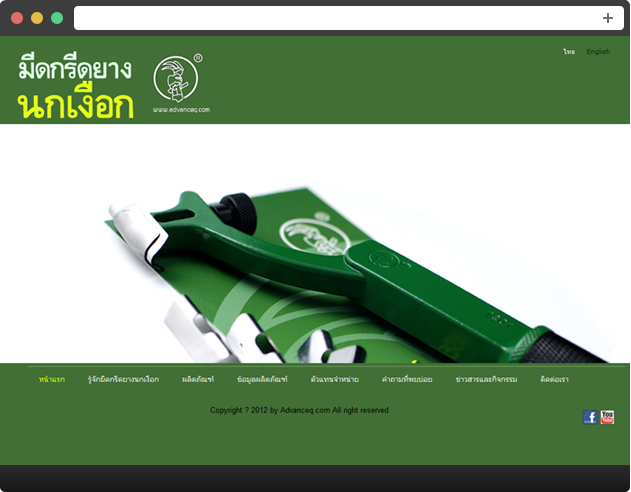 ไทย English
มีดกรีดยาง
นกเงือก
®
www.advanceq.com
หน้าแรก รู้จักมีดกรีดยางนกเงือก ผลิตภัณฑ์ ข้อมูลผลิตภัณฑ์ ตัวแทนจำหน่าย คำถามที่พบบ่อย ข่าวสารและกิจกรรม ติดต่อเรา
Copyright ? 2012 by Advanceq.com All right reserved
f You Tube